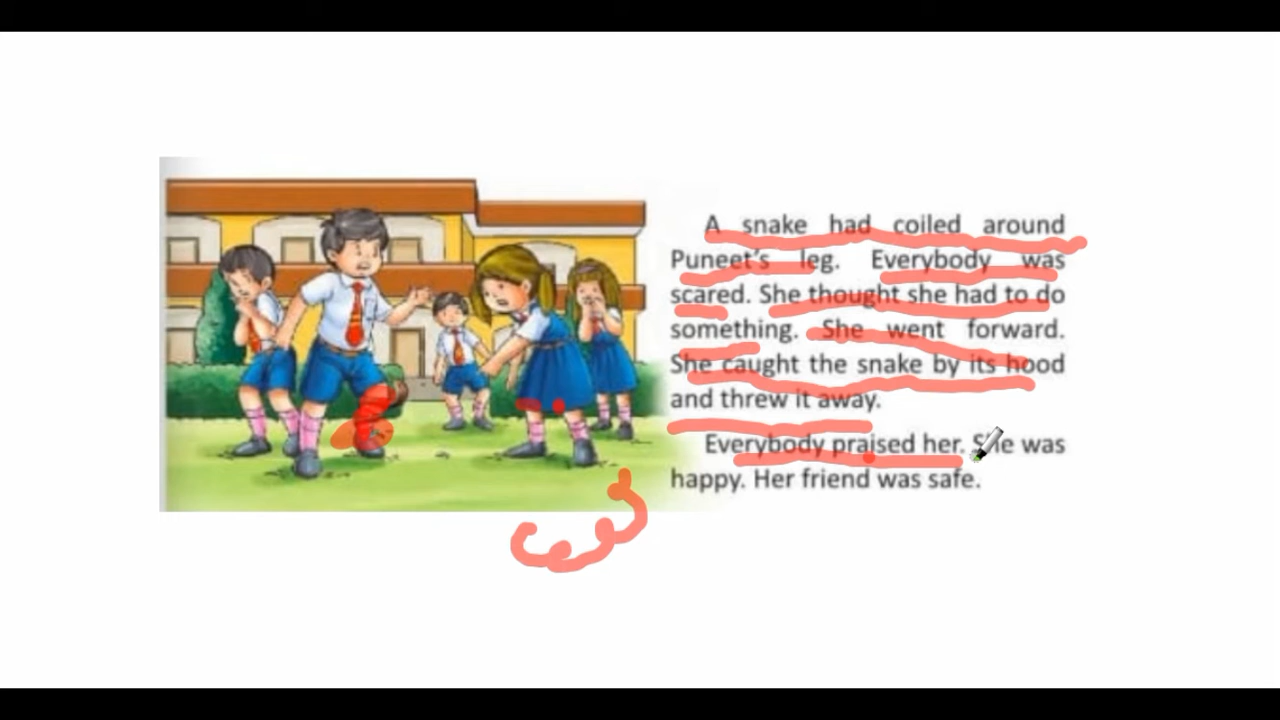 A snake had coiled around
Puneet's leg. Everybody was
scared. She thought she had to do
something. She went forward.
She caught the snake by its hood
and threw it away.
Everybody praised her. She was
happy. Her friend was safe.